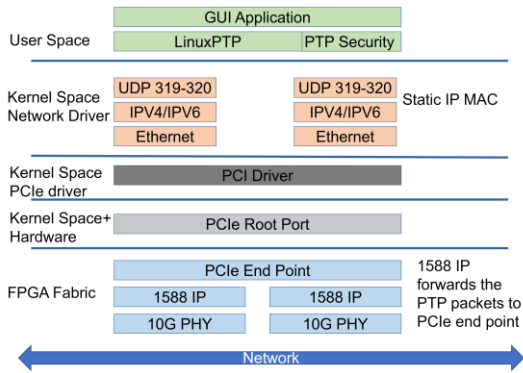 GUI Application
User Space
LinuxPTP
PTP Security
Kernel Space
Network Driver
UDP 319-320
UDP 319-320
Static IP MAC
IPV4/IPV6
IPV4/IPV6
Ethernet
Ethernet
Kernel Space
PCIe driver
PCI Driver
Kernel Space+
Hardware
PCIe Root Port
PCIe End Point
FPGA Fabric
1588 IP
1588 IP
10G PHY
10G PHY
1588 IP
forwards the
PTP packets to
PCIe end point
Network